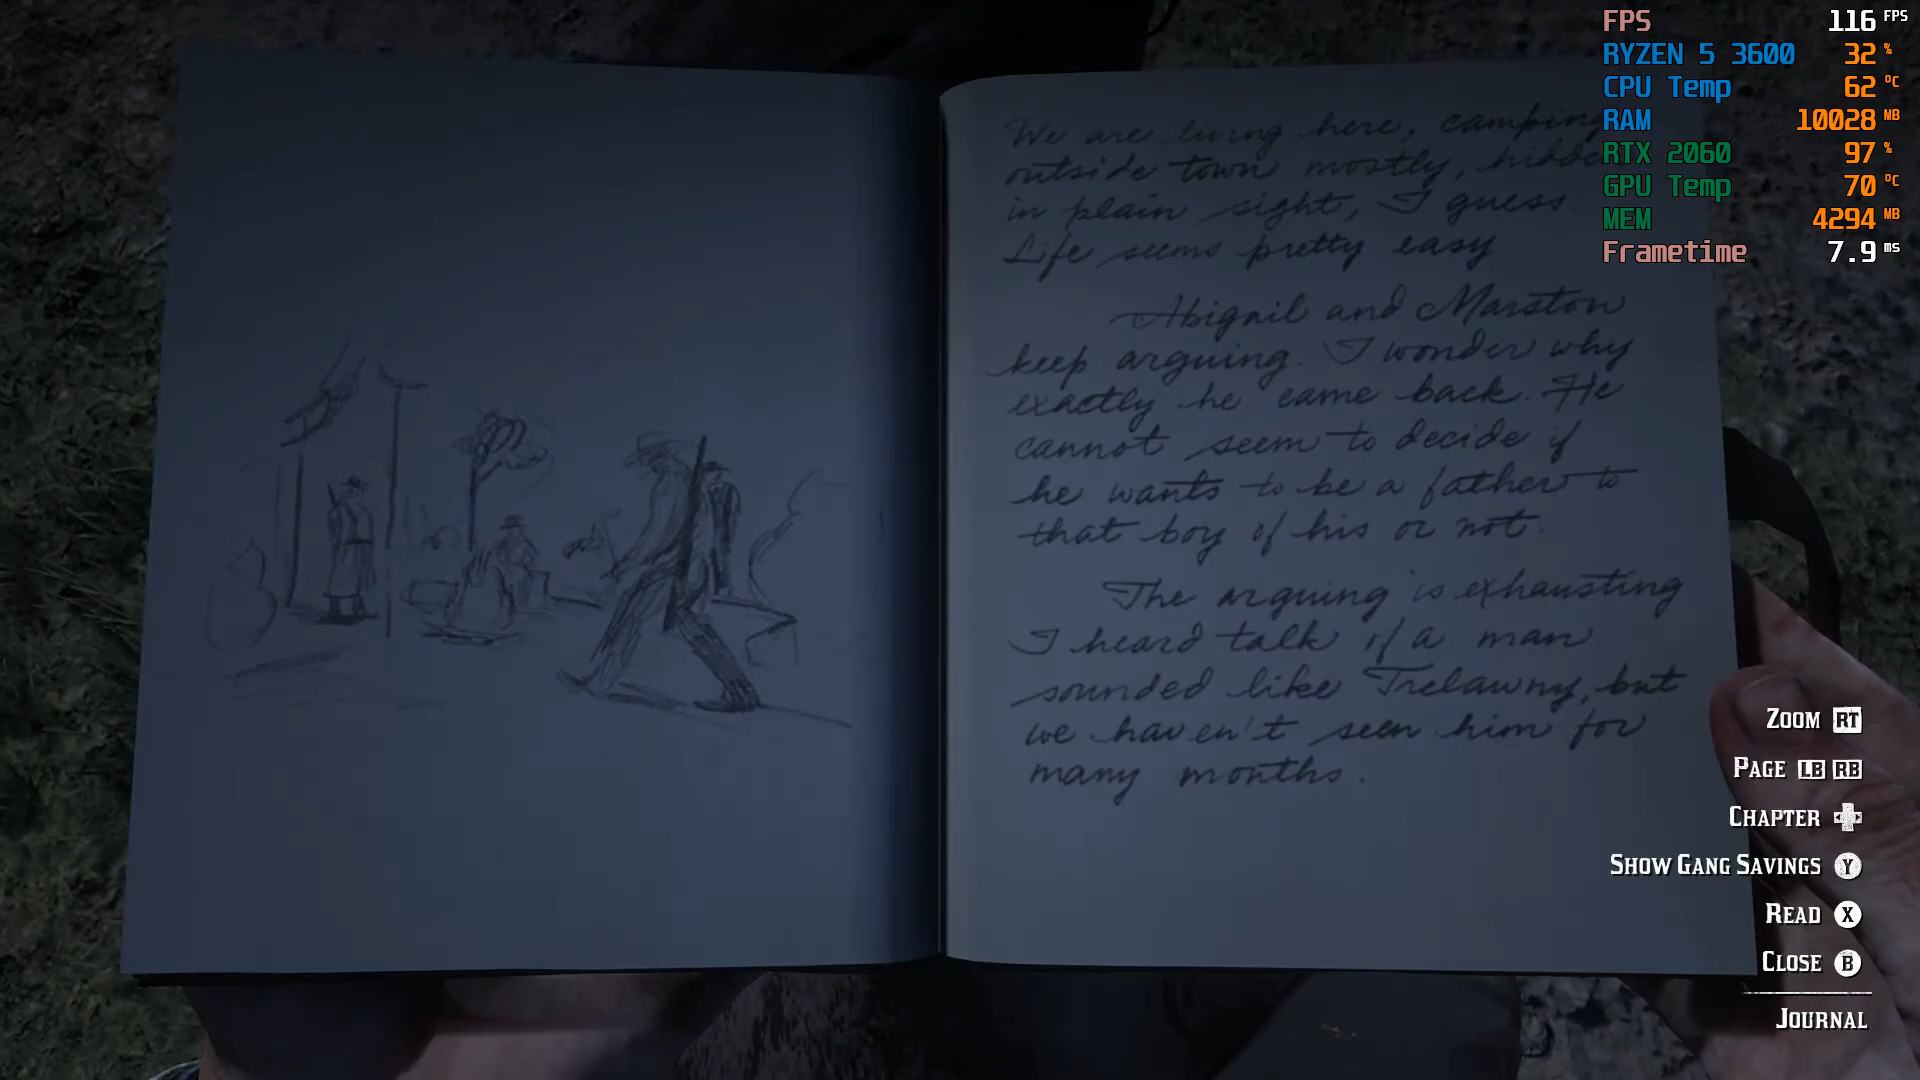 We are living here, camping
outside town mostly,
in plain sight, I guess
Life seems pretty easy
Abigail and Marston
keep arguing. I wonder why
exactly he came back. He
cannot seem to decide if
he wants to be a father to
that boy of his or not.
The arguing is exhausting
I heard talk of a man
sounded like Trelawny, but
we haven't seen him for
many months.
FPS 116 FPS
RYZEN 5 3600 32 %
CPU Temp 62 °C
RAM 10028 MB
RTX 2060 97 %
GPU Temp 70 °C
MEM 4294 MB
Frametime 7.9 ms
ZOOM RT
PAGE LB RB
CHAPTER
SHOW GANG SAVINGS Y
READ X
CLOSE B
JOURNAL